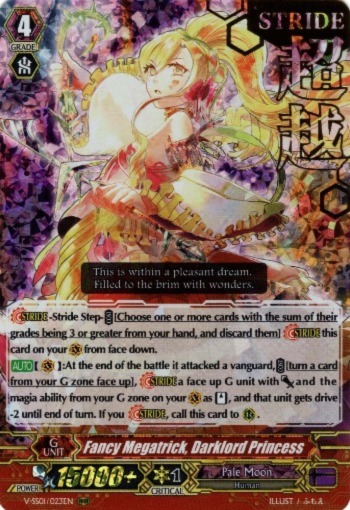 4
GRADE
STRIDE
超越
This is within a pleasant dream.
Filled to the brim with wonders.
STRIDE -Stride Step- [Choose one or more cards with the sum of their
grades being 3 or greater from your hand, and discard them] STRIDE this
card on your from face down.
AUTO [ ]:At the end of the battle it attacked a vanguard, [turn a card
from your G zone face up], STRIDE a face up G unit with and the
magia ability from your G zone on your as [ ], and that unit gets drive
-2 until end of turn. If you STRIDE, call this card to .
G UNIT
Fancy Megatrick, Darklord Princess
POWER 15000+
1
CRITICAL
Pale Moon
Human
V-SS01/023EN RRR
ILLUST / ふもえ